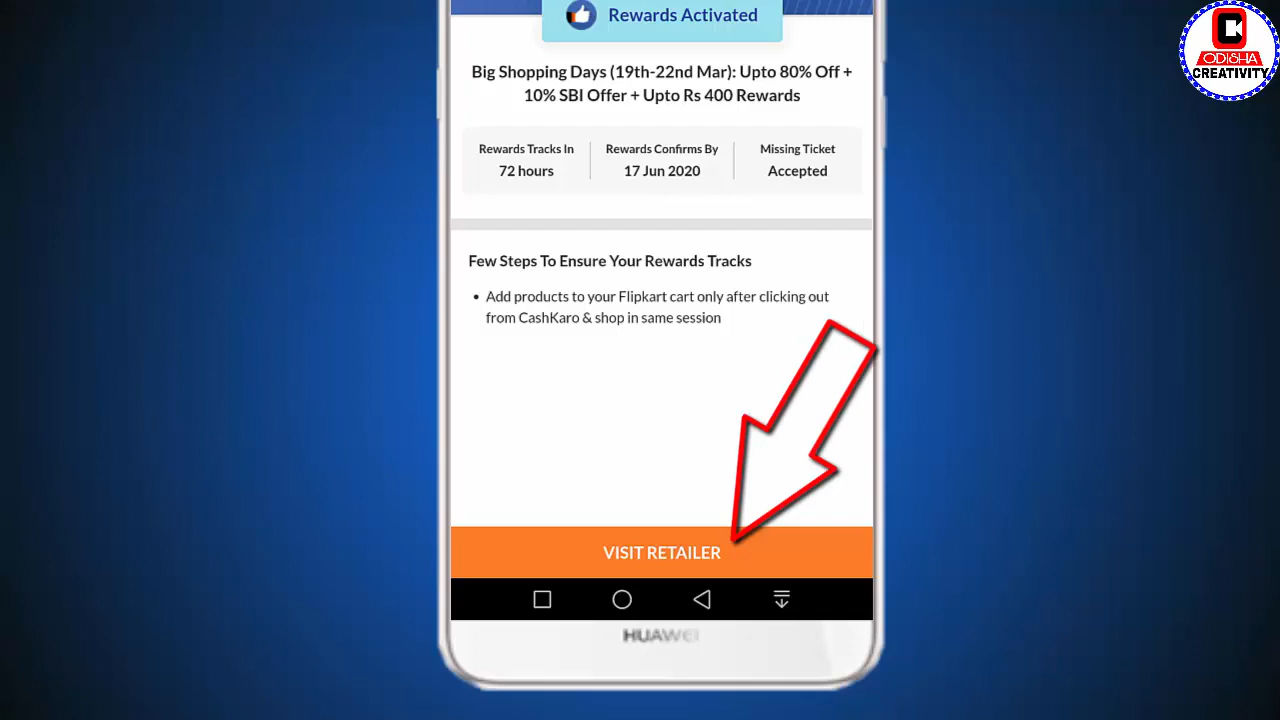 Rewards Activated
ODISHA
CREATIVITY
Big Shopping Days (19th-22nd Mar): Upto 80% Off +
10% SBI Offer + Upto Rs 400 Rewards
Rewards Tracks In
72 hours
Rewards Confirms By
17 Jun 2020
Missing Ticket
Accepted
Few Steps To Ensure Your Rewards Tracks
• Add products to your Flipkart cart only after clicking out
from CashKaro & shop in same session
VISIT RETAILER
HUAWEI